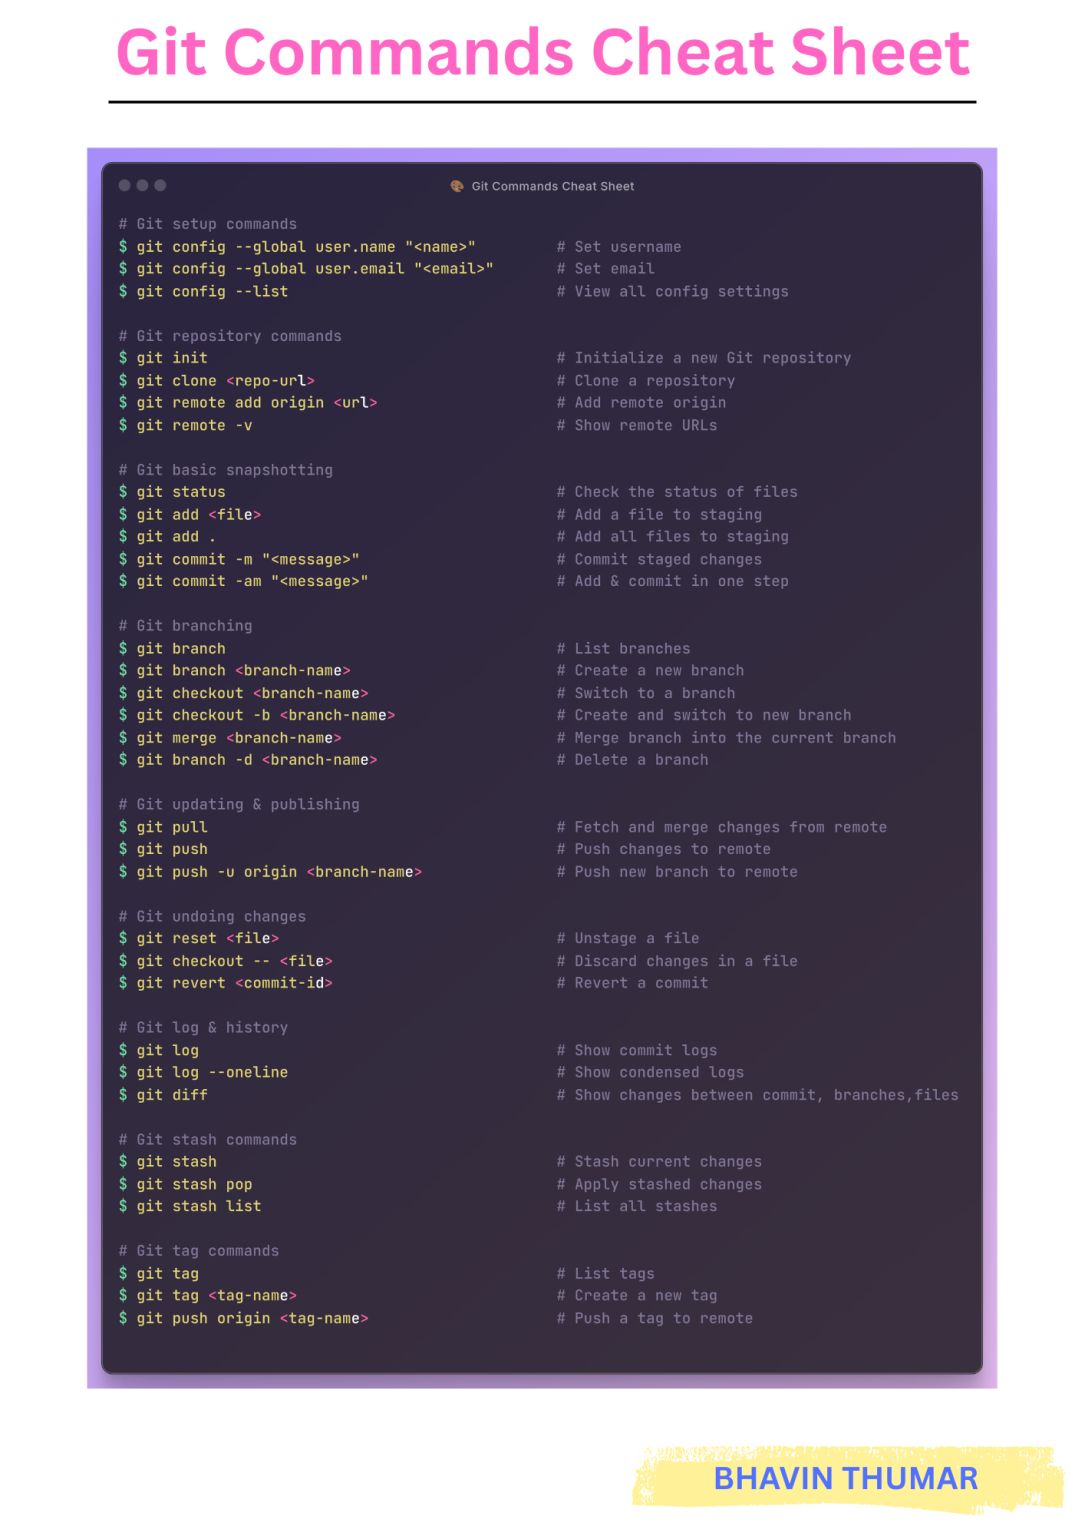 Git Commands Cheat Sheet
Git Commands Cheat Sheet
# Git setup commands
$ git config --global user.name "<name>" # Set username
$ git config --global user.email "<email>" # Set email
$ git config --list # View all config settings
# Git repository commands
$ git init # Initialize a new Git repository
$ git clone <repo-url> # Clone a repository
$ git remote add origin <url> # Add remote origin
$ git remote -v # Show remote URLs
# Git basic snapshotting
$ git status # Check the status of files
$ git add <file> # Add a file to staging
$ git add . # Add all files to staging
$ git commit -m "<message>" # Commit staged changes
$ git commit -am "<message>" # Add & commit in one step
# Git branching
$ git branch # List branches
$ git branch <branch-name> # Create a new branch
$ git checkout <branch-name> # Switch to a branch
$ git checkout -b <branch-name> # Create and switch to new branch
$ git merge <branch-name> # Merge branch into the current branch
$ git branch -d <branch-name> # Delete a branch
# Git updating & publishing
$ git pull # Fetch and merge changes from remote
$ git push # Push changes to remote
$ git push -u origin <branch-name> # Push new branch to remote
# Git undoing changes
$ git reset <file> # Unstage a file
$ git checkout -- <file> # Discard changes in a file
$ git revert <commit-id> # Revert a commit
# Git log & history
$ git log # Show commit logs
$ git log --oneline # Show condensed logs
$ git diff # Show changes between commit, branches,files
# Git stash commands
$ git stash # Stash current changes
$ git stash pop # Apply stashed changes
$ git stash list # List all stashes
# Git tag commands
$ git tag # List tags
$ git tag <tag-name> # Create a new tag
$ git push origin <tag-name> # Push a tag to remote
BHAVIN THUMAR